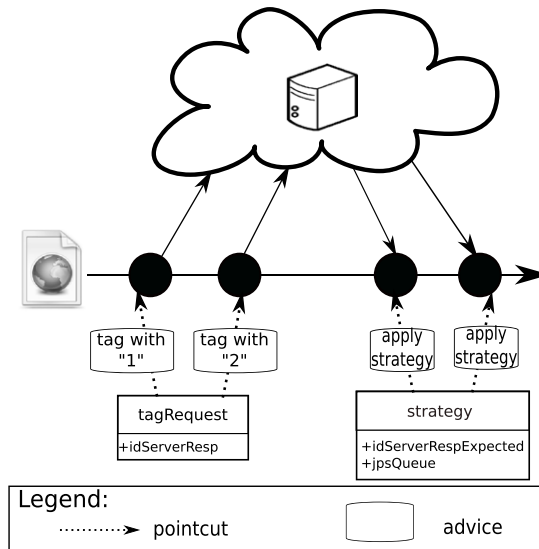 tag with
"1"
tag with
"2"
apply
strategy
apply
strategy
tagRequest
+idServerResp
strategy
+idServerRespExpected
+jpsQueue
Legend:
pointcut
advice